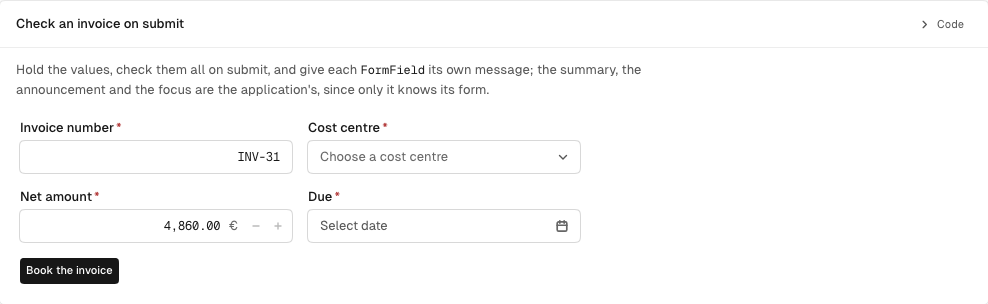 Check an invoice on submit
Code
Hold the values, check them all on submit, and give each FormField its own message; the summary, the
announcement and the focus are the application's, since only it knows its form.
Invoice number *
Cost centre *
INV-31
Choose a cost centre
Net amount *
Due *
4,860.00 € − +
Select date
Book the invoice